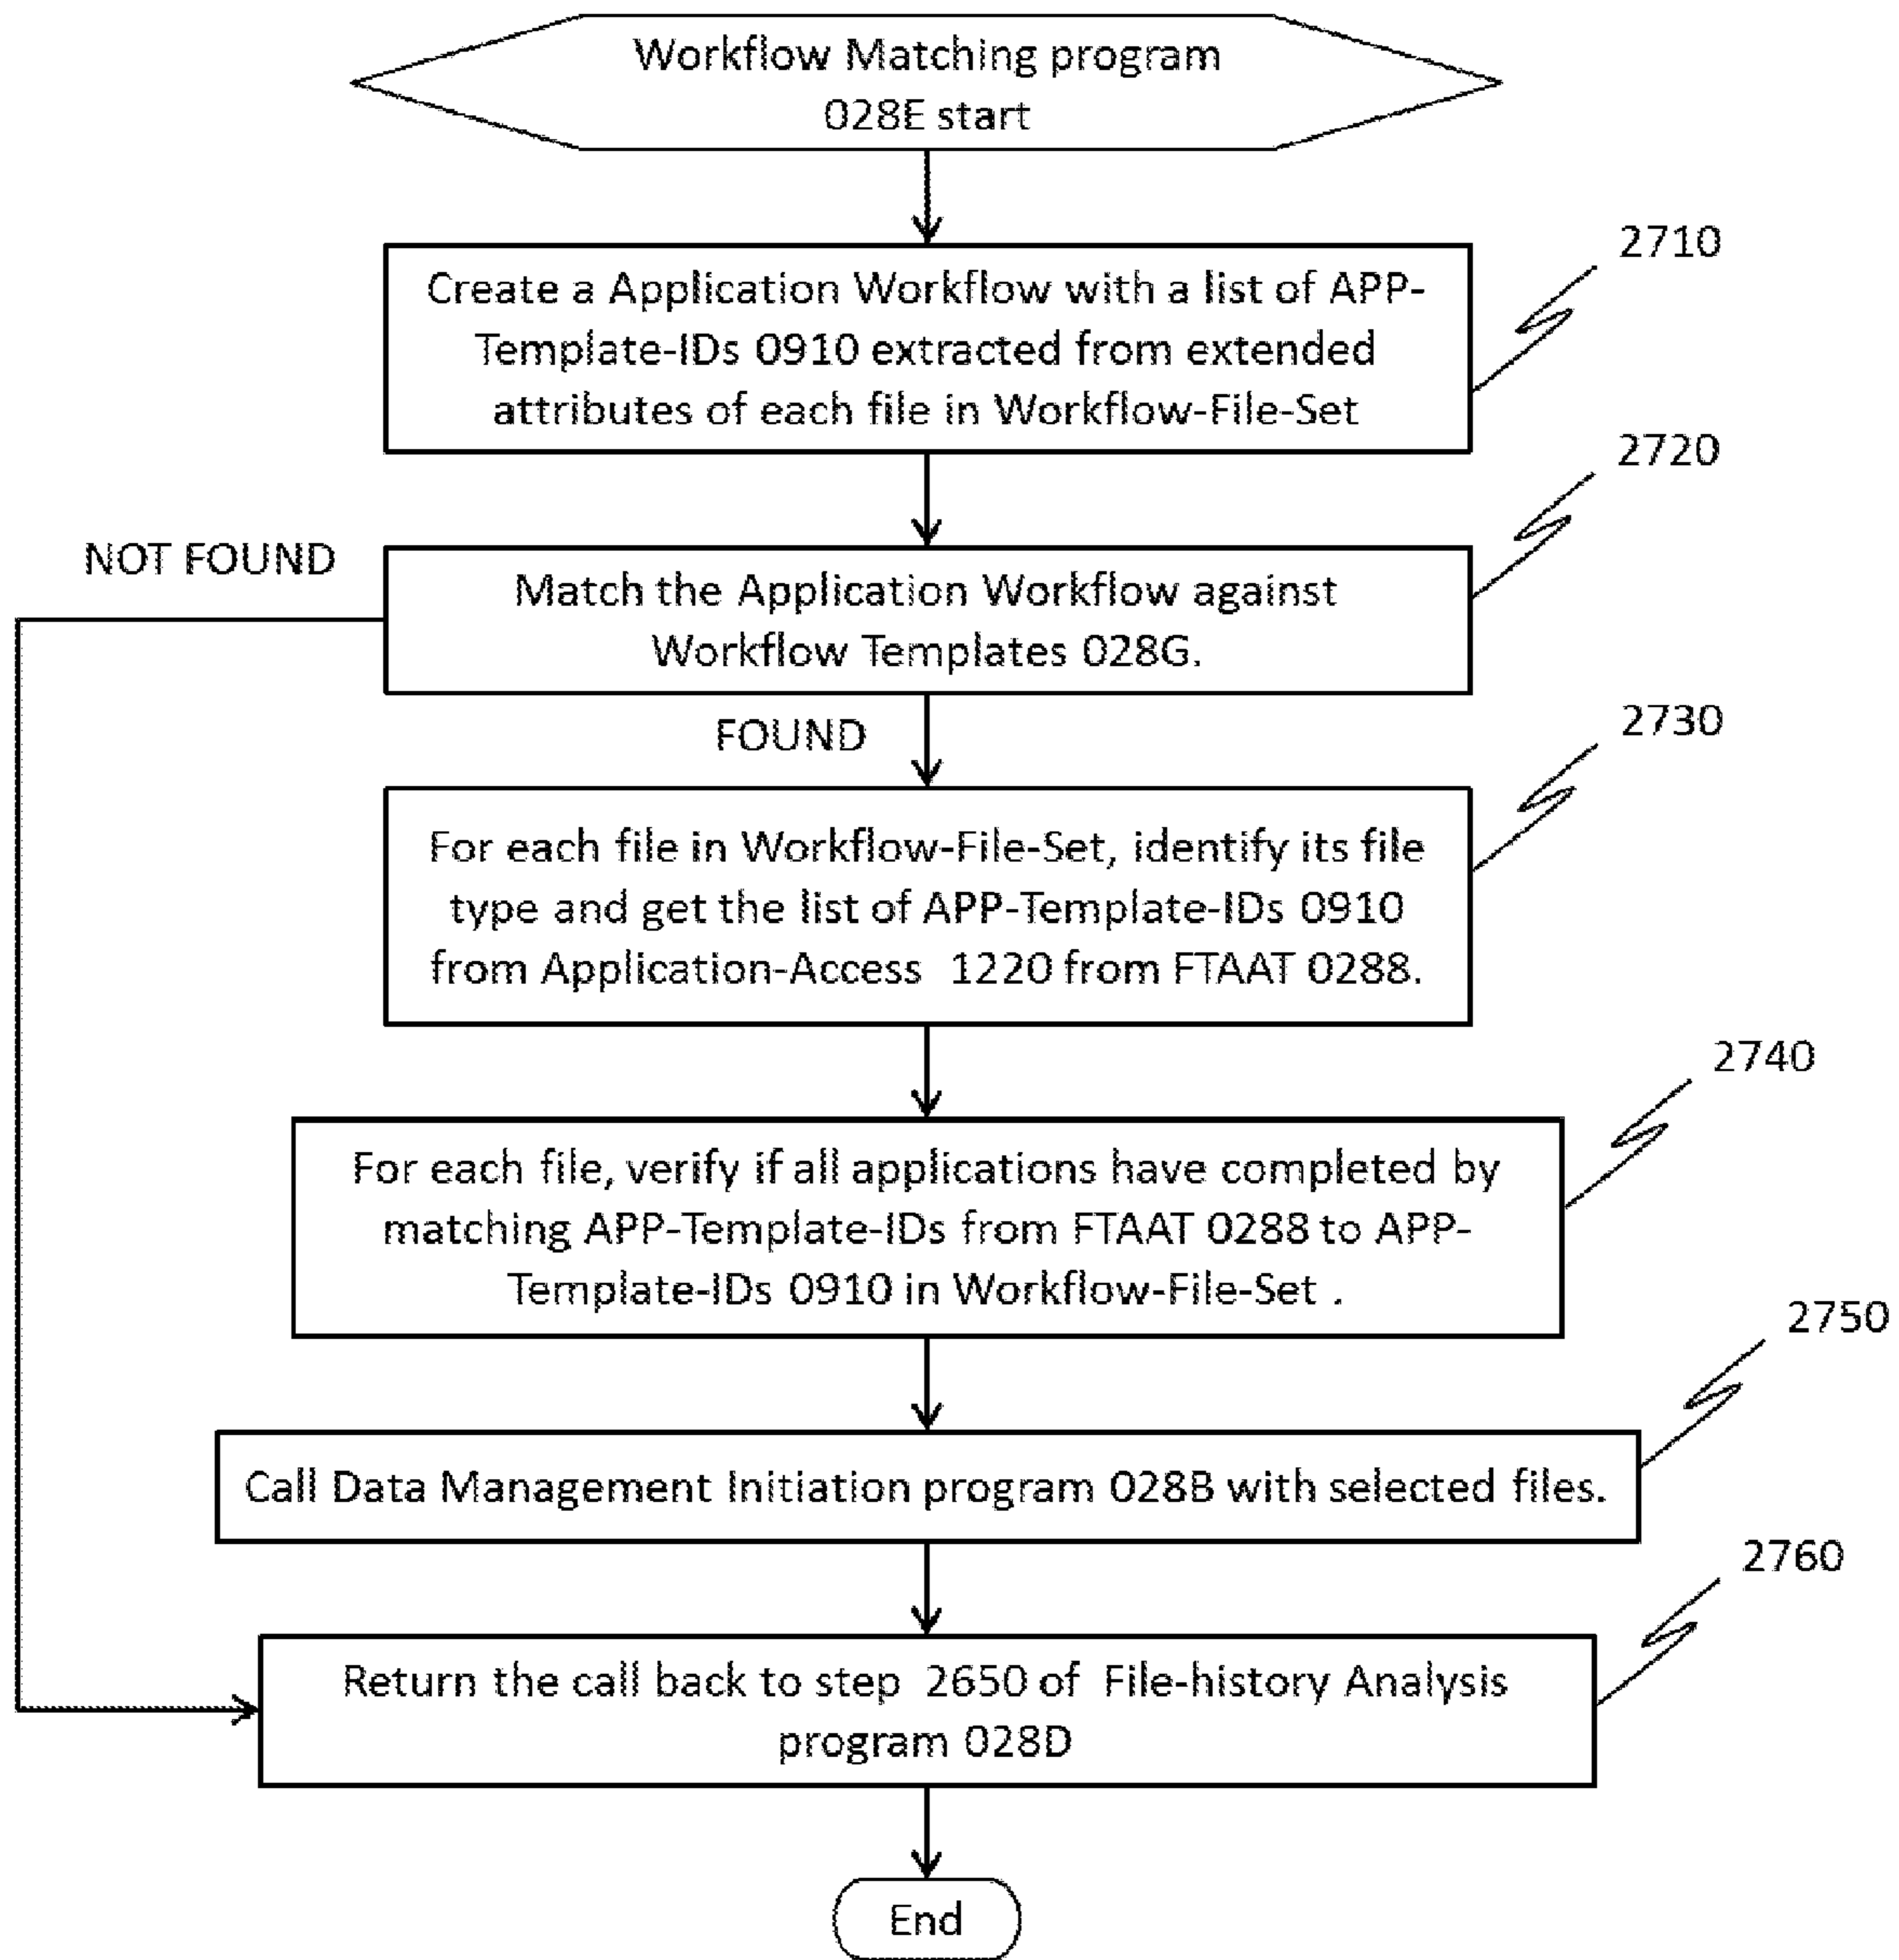 Workflow Matching program
028E start
2710
Create a Application Workflow with a list of APP-
Template-IDs 0910 extracted from extended
attributes of each file in Workflow-File-Set
2720
NOT FOUND
Match the Application Workflow against
Workflow Templates 028G.
FOUND
2730
For each file in Workflow-File-Set, identify its file
type and get the list of APP-Template-IDs 0910
from Application-Access 1220 from FTAAT 0288.
2740
For each file, verify if all applications have completed by
matching APP-Template-IDs from FTAAT 0288 to APP-
Template-IDs 0910 in Workflow-File-Set .
2750
Call Data Management Initiation program 028B with selected files.
2760
Return the call back to step 2650 of File-history Analysis
program 028D
End